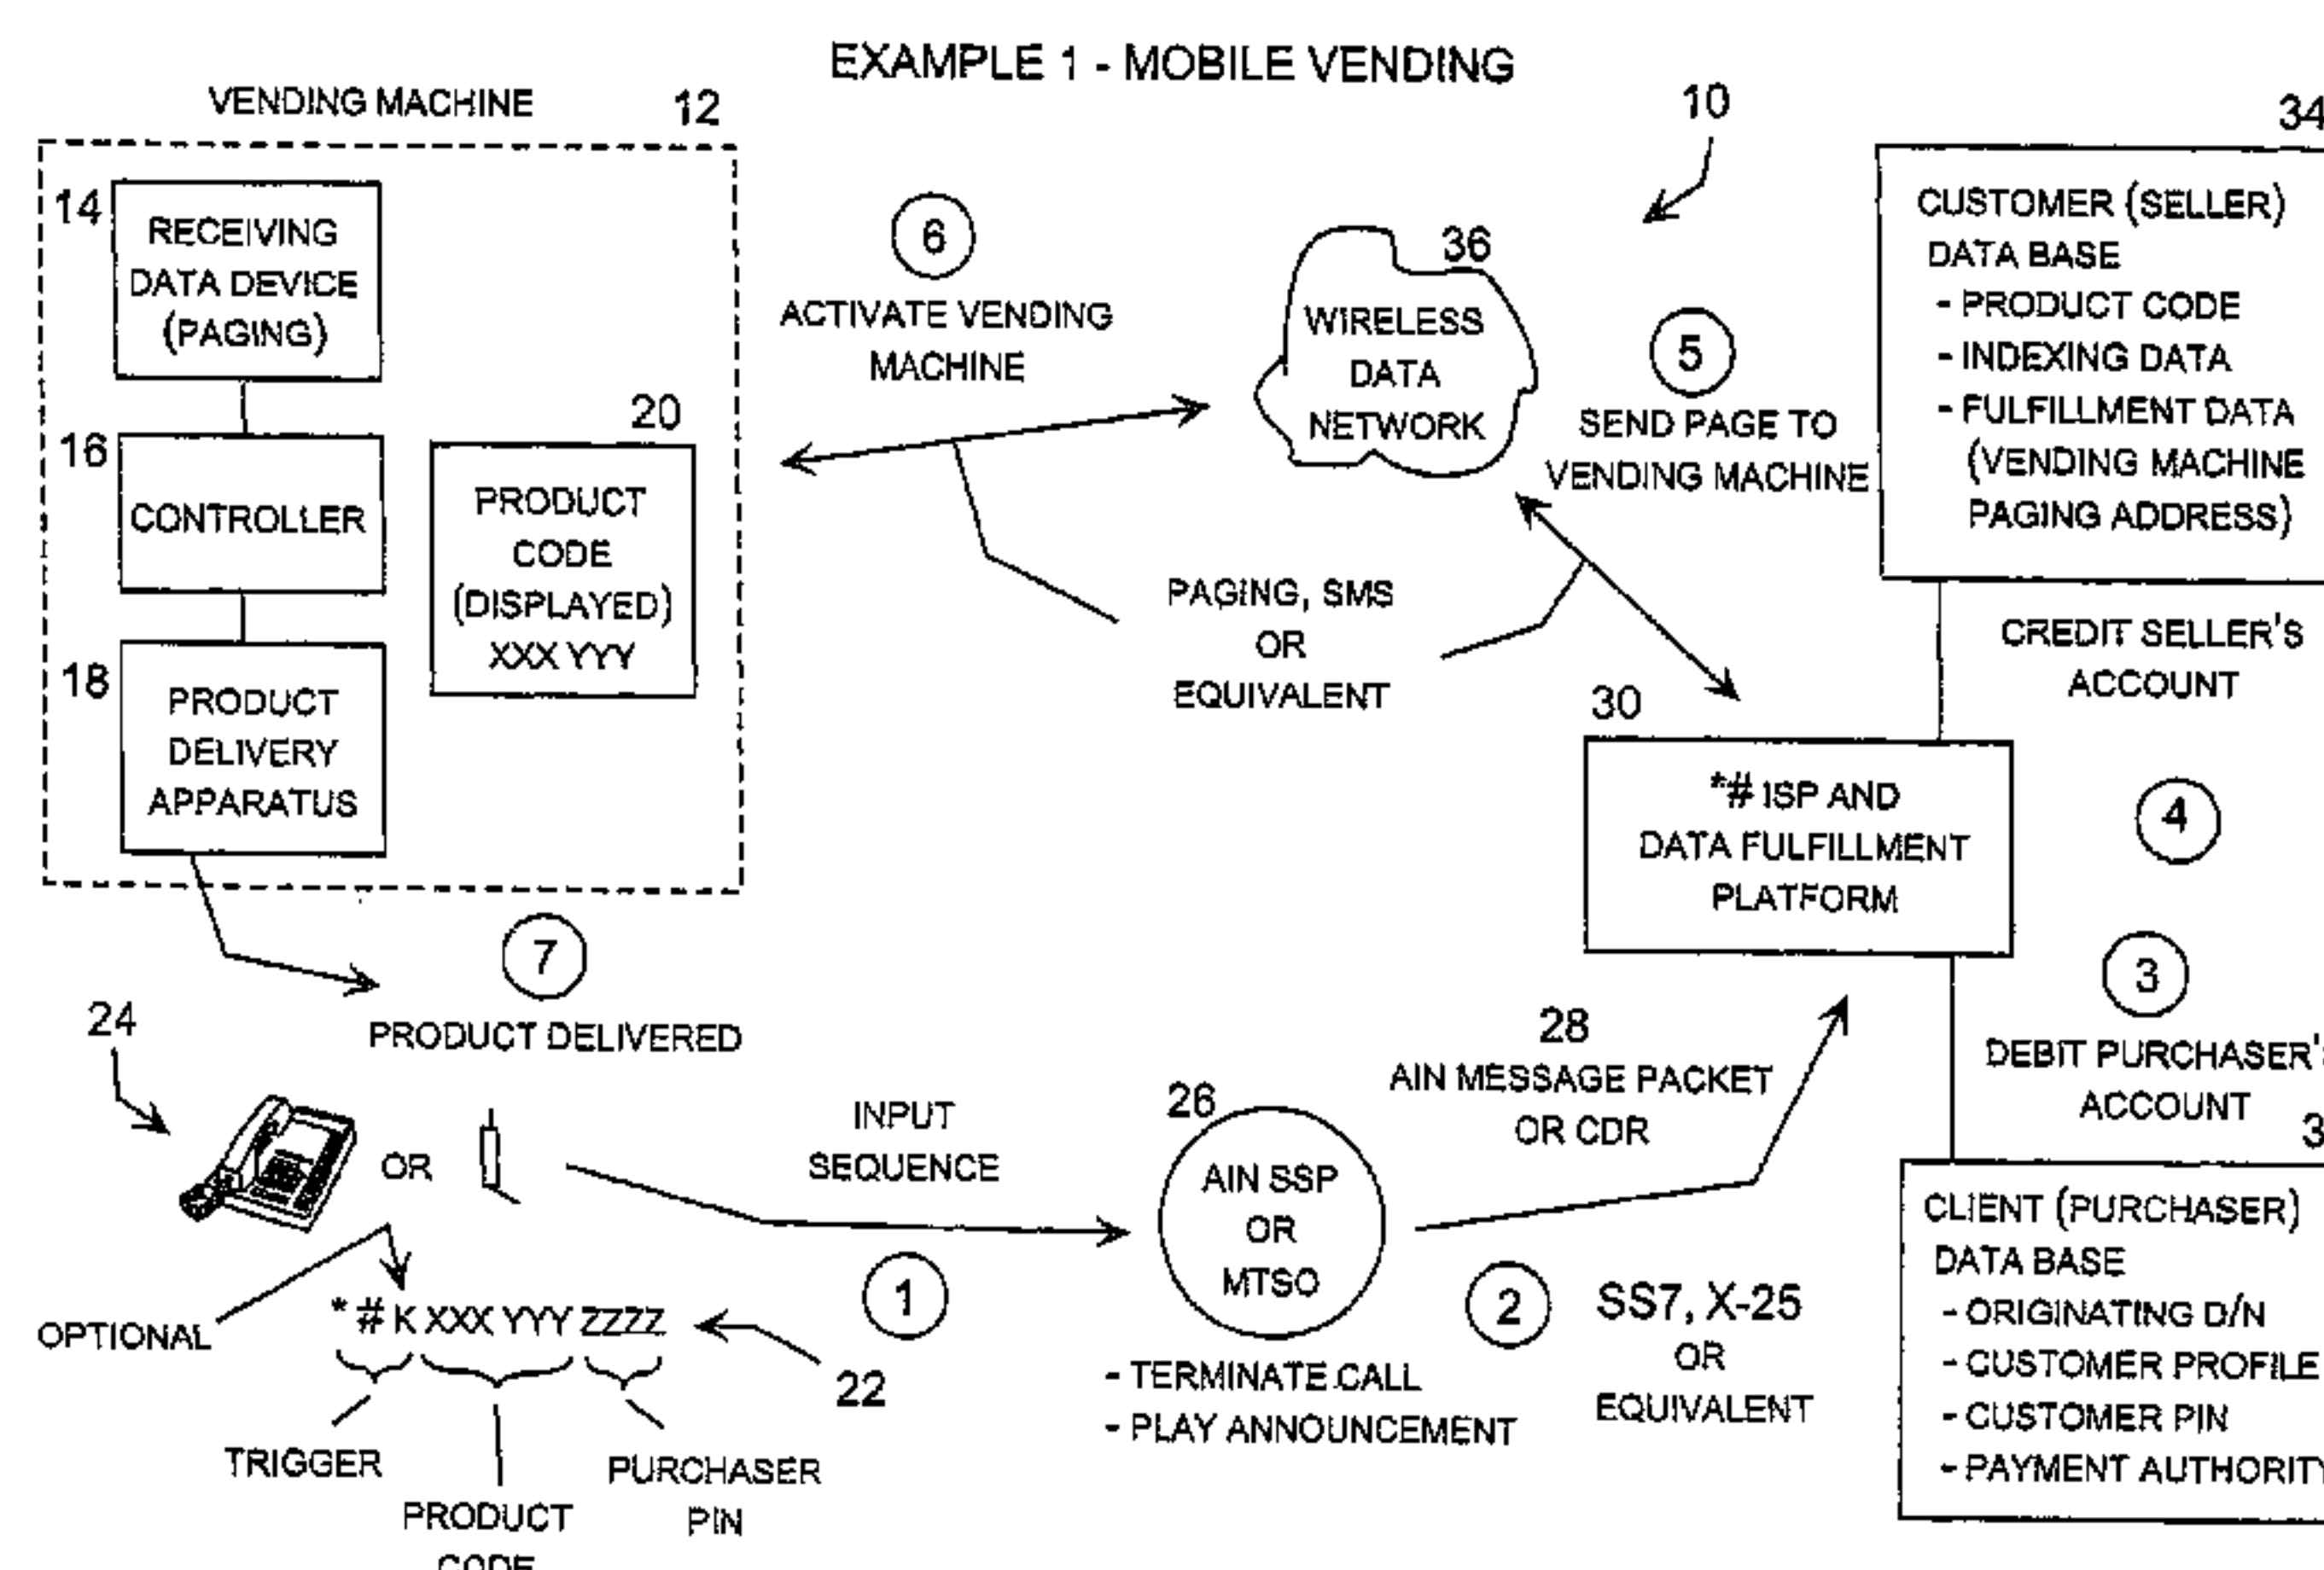 EXAMPLE 1 - MOBILE VENDING
VENDING MACHINE
12
14
RECEIVING
DATA DEVICE
(PAGING)
16
CONTROLLER
18
PRODUCT
DELIVERY
APPARATUS
20
PRODUCT
CODE
(DISPLAYED)
XXX YYY
6
ACTIVATE VENDING
MACHINE
36
WIRELESS
DATA
NETWORK
10
5
SEND PAGE TO
VENDING MACHINE
PAGING, SMS
OR
EQUIVALENT
34
CUSTOMER (SELLER)
DATA BASE
- PRODUCT CODE
- INDEXING DATA
- FULFILLMENT DATA
(VENDING MACHINE
PAGING ADDRESS)
CREDIT SELLER'S
ACCOUNT
4
30
*# ISP AND
DATA FULFILLMENT
PLATFORM
3
DEBIT PURCHASER'
ACCOUNT
3
CLIENT (PURCHASER)
DATA BASE
- ORIGINATING D/N
- CUSTOMER PROFILE
- CUSTOMER PIN
- PAYMENT AUTHORITY
7
PRODUCT DELIVERED
24
OR
INPUT
SEQUENCE
1
OPTIONAL
*#K XXX YYY ZZZZ
22
TRIGGER
PRODUCT
CODE
PURCHASER
PIN
26
AIN SSP
OR
MTSO
- TERMINATE CALL
- PLAY ANNOUNCEMENT
28
AIN MESSAGE PACKET
OR CDR
2
SS7, X-25
OR
EQUIVALENT